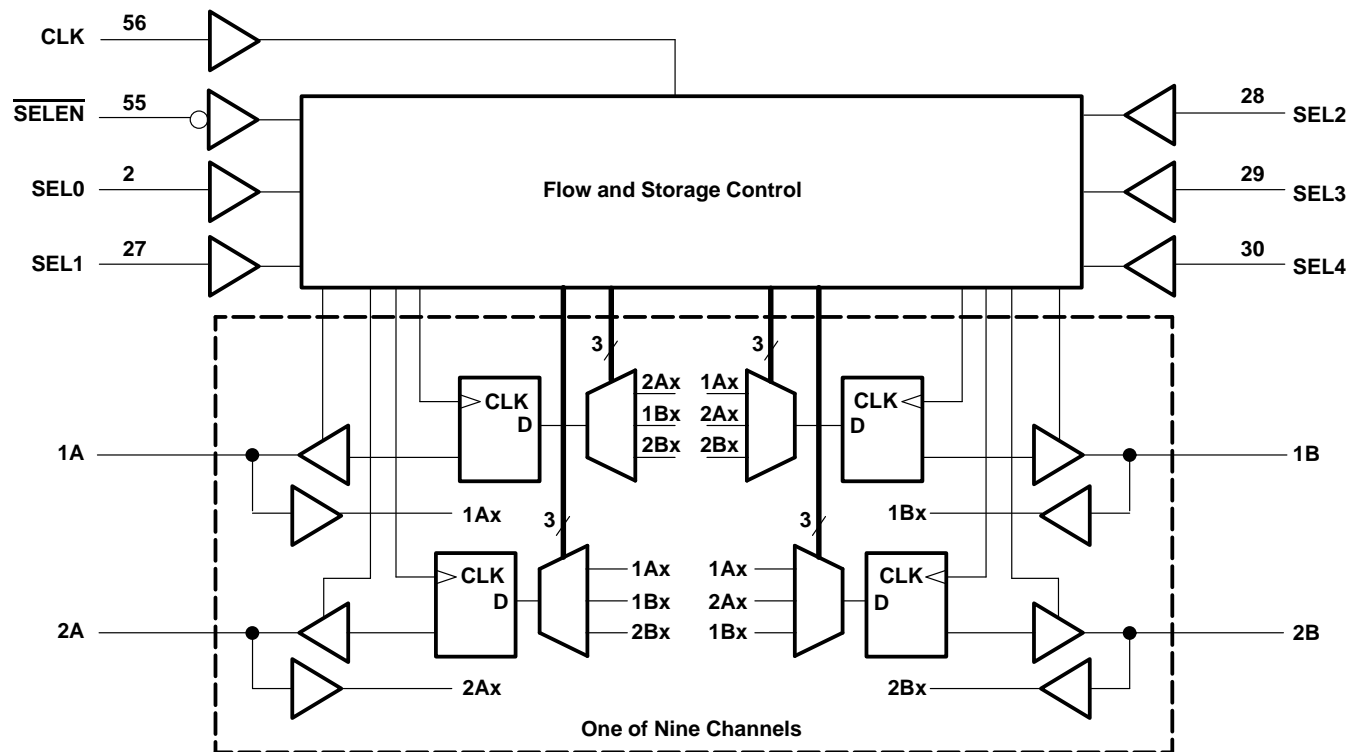 CLK 56
SELEN 55
SEL0 2
SEL1 27
28 SEL2
29 SEL3
30 SEL4
Flow and Storage Control
3
3
CLK
D
2Ax
1Bx
2Bx
1Ax
2Ax
2Bx
CLK
D
1A
1B
1Ax
1Bx
3
3
CLK
D
1Ax
1Bx
2Bx
1Ax
2Ax
1Bx
CLK
D
2A
2B
2Ax
2Bx
One of Nine Channels